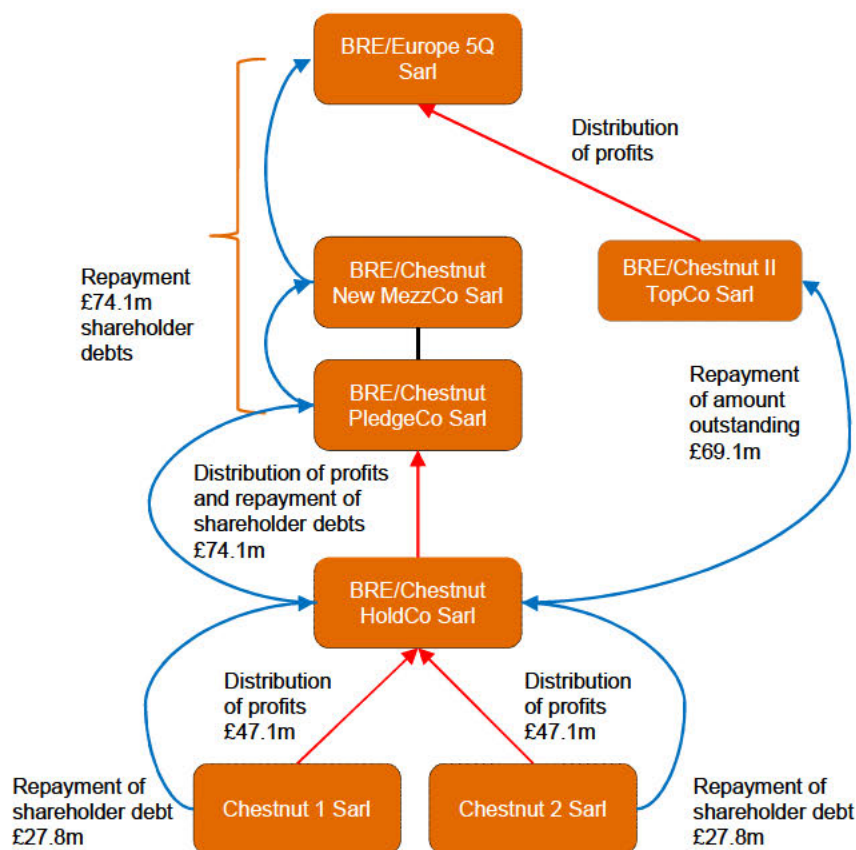 BRE/Europe 5Q
Sarl
Distribution
of profits
BRE/Chestnut
New MezzCo Sarl
BRE/Chestnut II
TopCo Sarl
Repayment
£74.1m
shareholder
debts
BRE/Chestnut
PledgeCo Sarl
Repayment
of amount
outstanding
£69.1m
Distribution of profits
and repayment of
shareholder debts
£74.1m
BRE/Chestnut
HoldCo Sarl
Distribution
of profits
£47.1m
Distribution
of profits
£47.1m
Repayment of
shareholder debt
£27.8m
Chestnut 1 Sarl
Chestnut 2 Sarl
Repayment of
shareholder debt
£27.8m